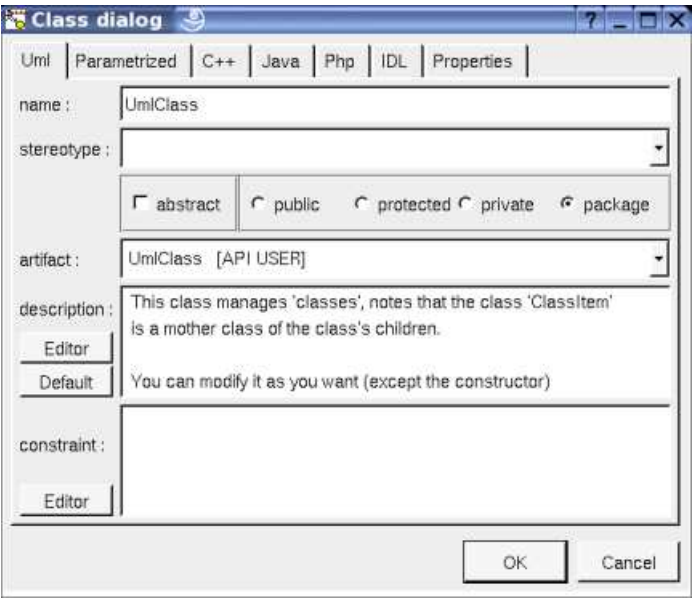 Class dialog ? 
Uml Parametrized C++ Java Php IDL Properties
name : UmlClass
stereotype :
abstract public protected private package
artifact : UmlClass [API USER]
description : This class manages 'classes', notes that the class 'ClassItem'
is a mother class of the class's children.
Editor
Default You can modify it as you want (except the constructor)
constraint :
Editor
OK Cancel